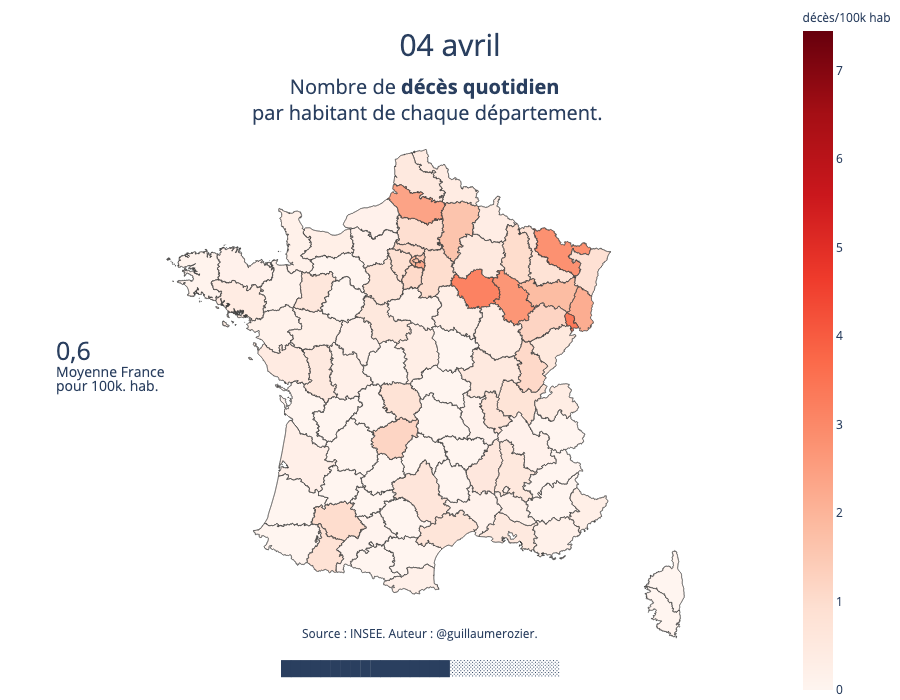 décès/100k hab
04 avril
Nombre de décès quotidien
par habitant de chaque département.
7
6
5
4
3
2
1
0
0,6
Moyenne France
pour 100k. hab.
Source : INSEE. Auteur : @guillaumerozier.